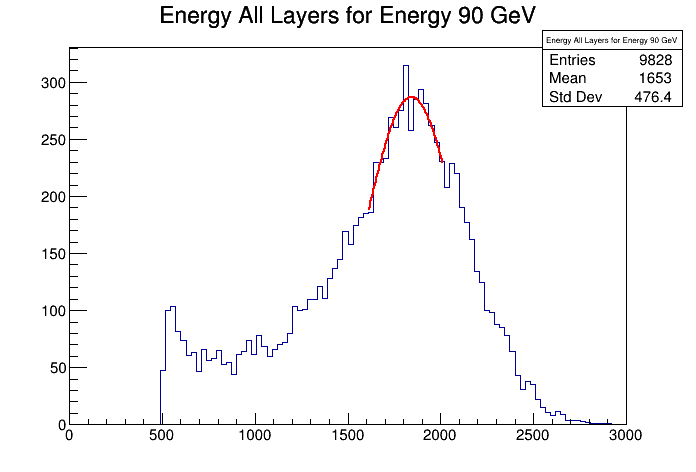 Energy All Layers for Energy 90 GeV
Energy All Layers for Energy 90 GeV
Entries 9828
Mean 1653
Std Dev 476.4
300
250
200
150
100
50
0
0 500 1000 1500 2000 2500 3000